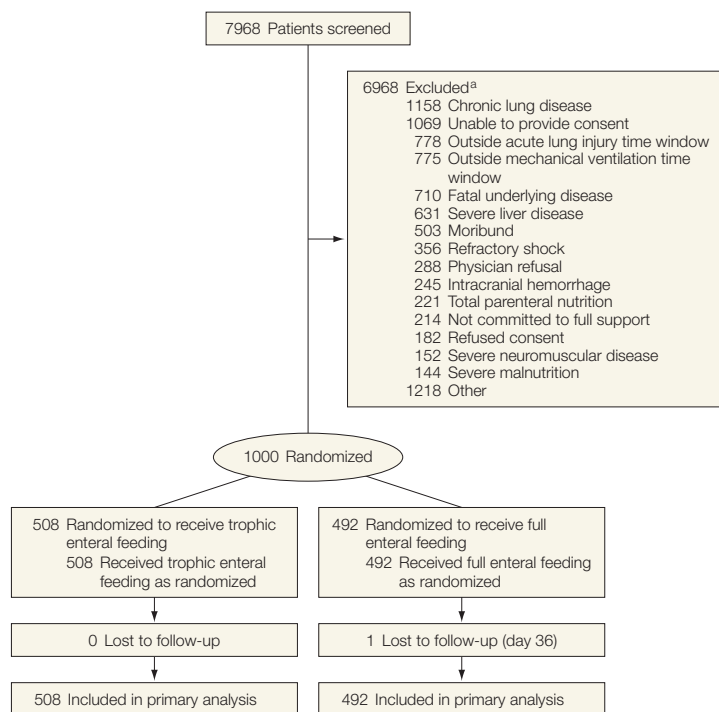 7968 Patients screened
6968 Excludedᵃ
1158 Chronic lung disease
1069 Unable to provide consent
778 Outside acute lung injury time window
775 Outside mechanical ventilation time
window
710 Fatal underlying disease
631 Severe liver disease
503 Moribund
356 Refractory shock
288 Physician refusal
245 Intracranial hemorrhage
221 Total parenteral nutrition
214 Not committed to full support
182 Refused consent
152 Severe neuromuscular disease
144 Severe malnutrition
1218 Other
1000 Randomized
508 Randomized to receive trophic
enteral feeding
508 Received trophic enteral
feeding as randomized
492 Randomized to receive full
enteral feeding
492 Received full enteral feeding
as randomized
0 Lost to follow-up
1 Lost to follow-up (day 36)
508 Included in primary analysis
492 Included in primary analysis